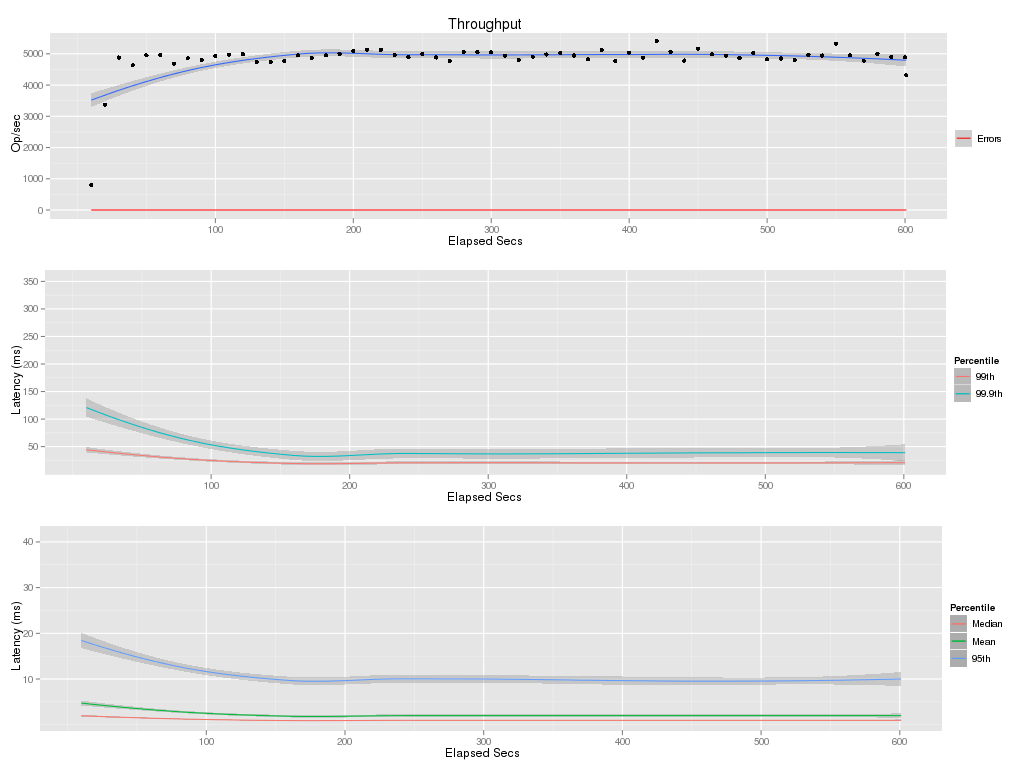 Throughput
5000
4000
3000
2000
1000
0
Op/sec
100
200
300
400
500
600
Elapsed Secs
Errors
350
300
250
200
150
100
50
Latency (ms)
100
200
300
400
500
600
Elapsed Secs
Percentile
99th
99.9th
40
30
20
10
Latency (ms)
100
200
300
400
500
600
Elapsed Secs
Percentile
Median
Mean
95th